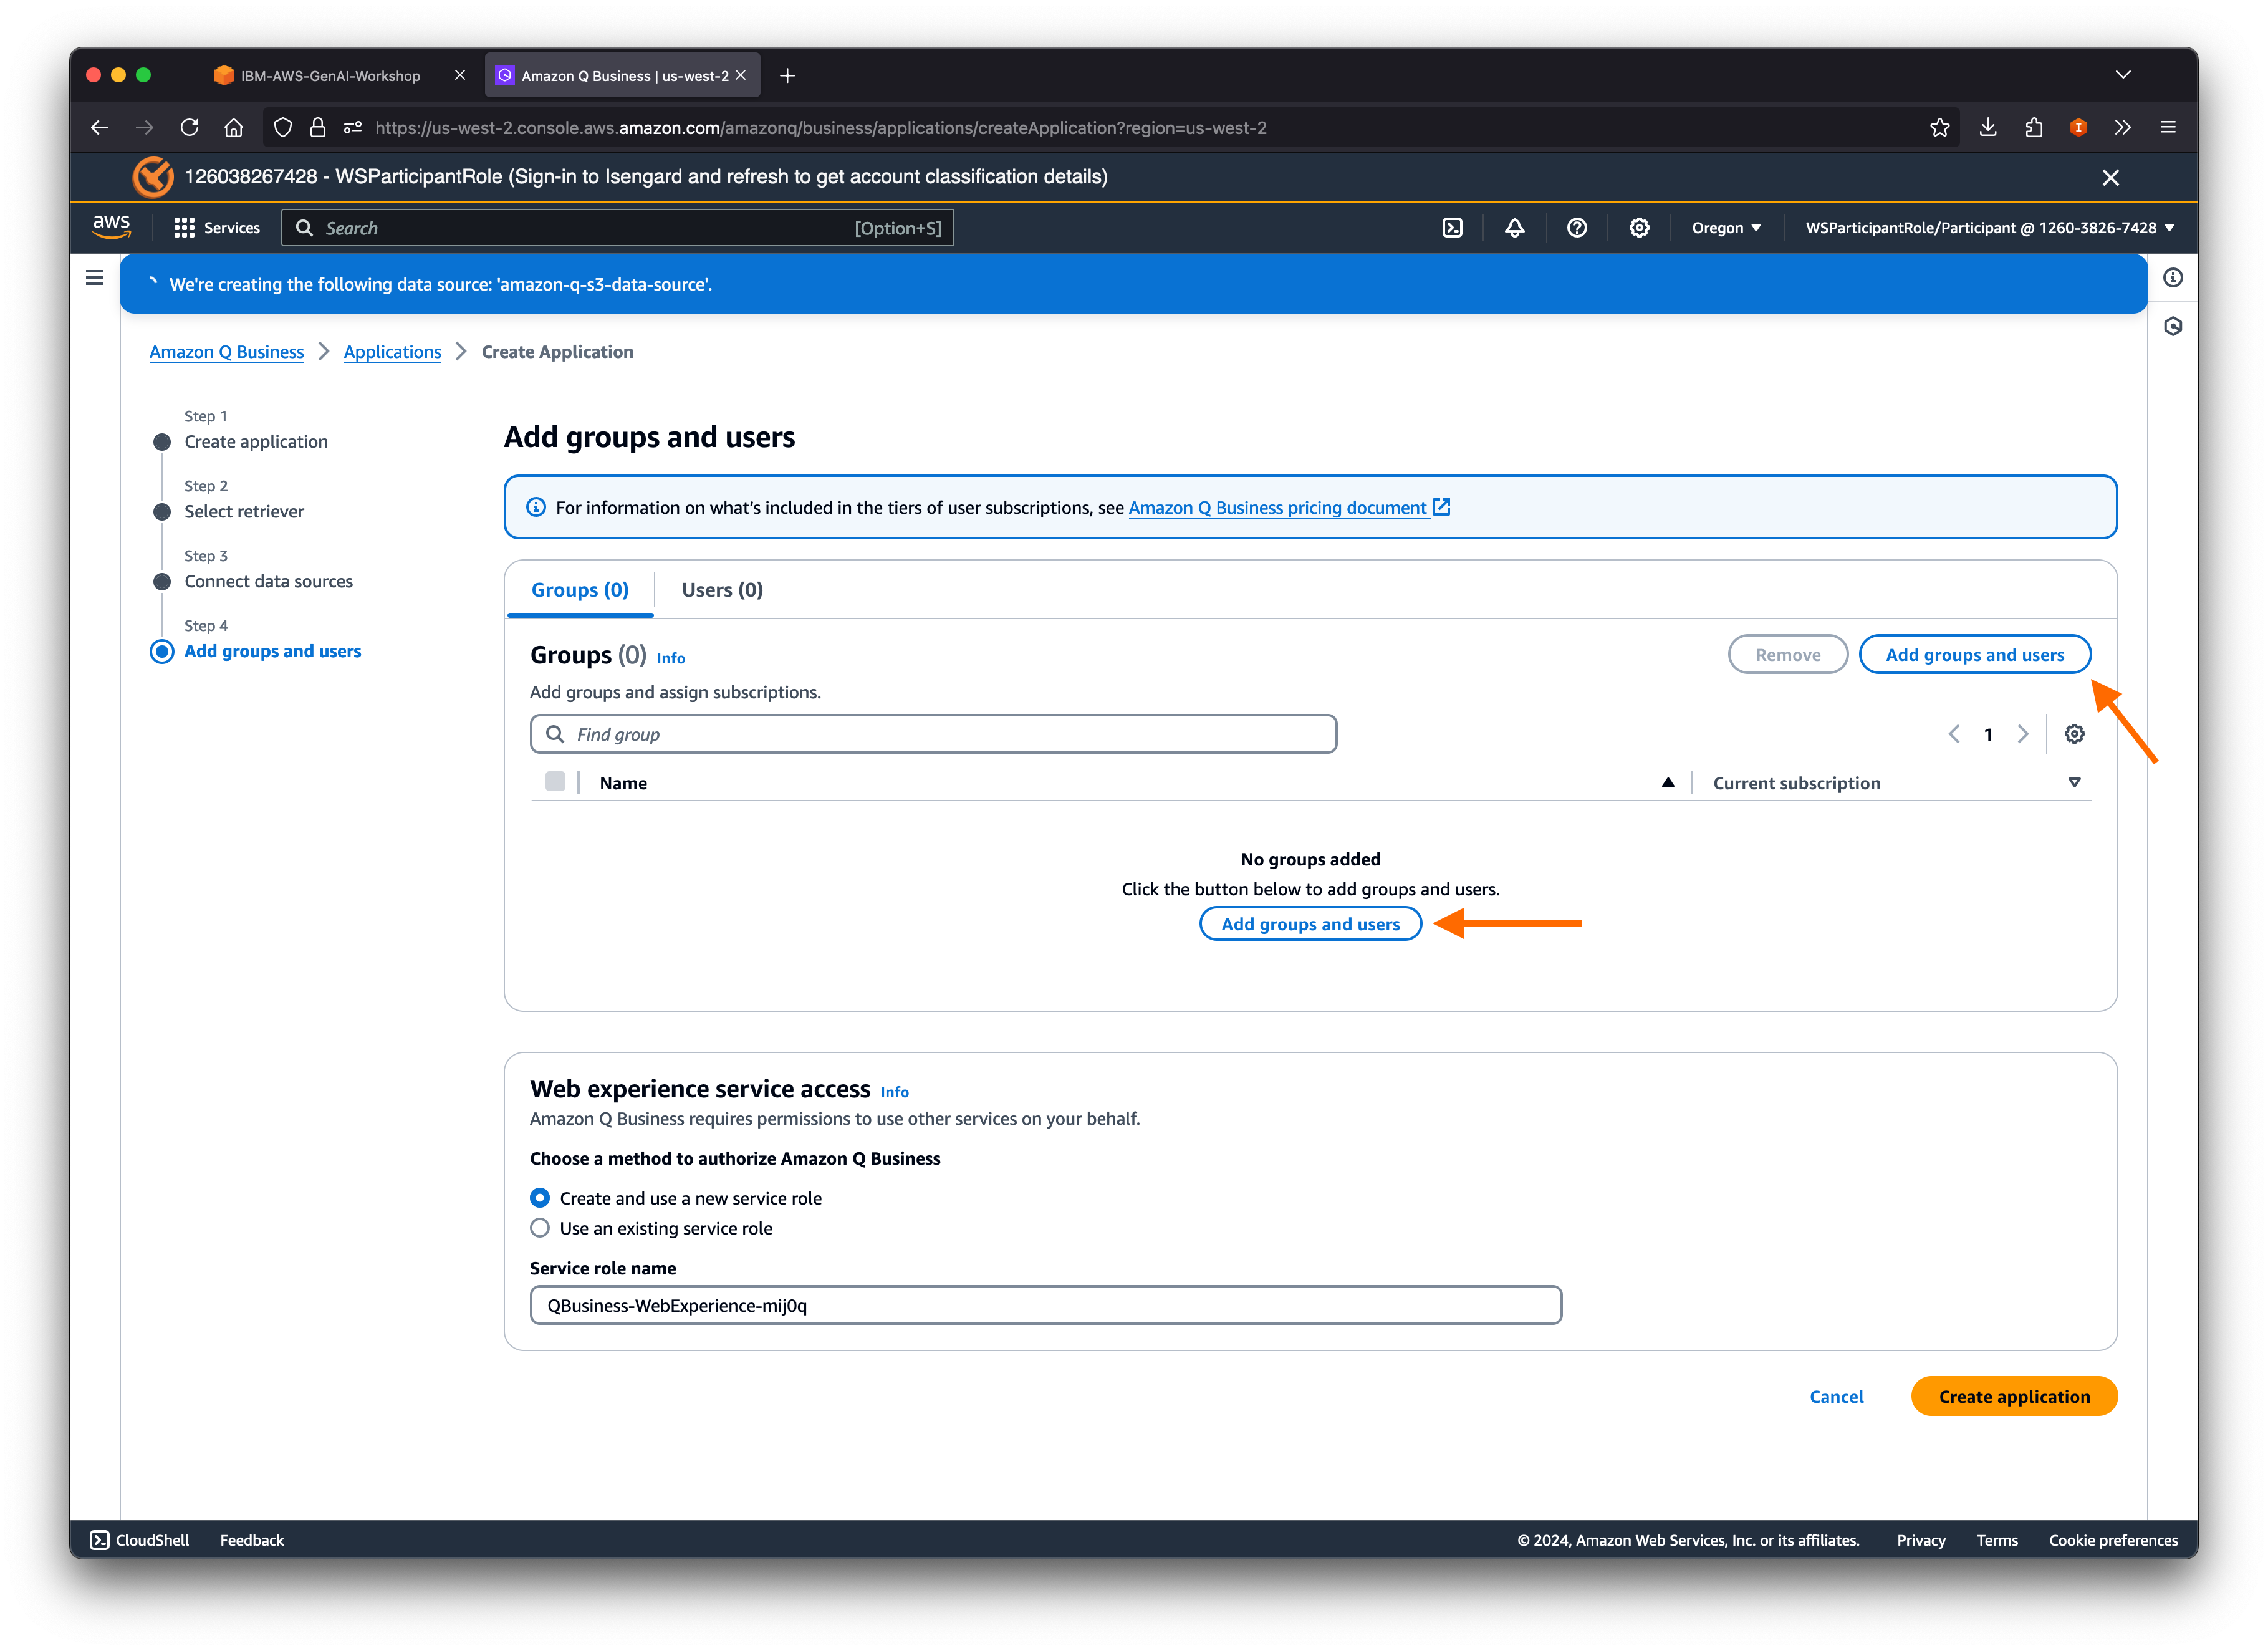 IBM-AWS-GenAI-Workshop
Amazon Q Business | us-west-2
https://us-west-2.console.aws.amazon.com/amazonq/business/applications/createApplication?region=us-west-2
126038267428 - WSParticipantRole (Sign-in to Isengard and refresh to get account classification details)
aws
Services
Search
[Option+S]
Oregon
WSParticipantRole/Participant @ 1260-3826-7428
We're creating the following data source: 'amazon-q-s3-data-source'.
Amazon Q Business
Applications
Create Application
Step 1
Create application
Step 2
Select retriever
Step 3
Connect data sources
Step 4
Add groups and users
Add groups and users
For information on what’s included in the tiers of user subscriptions, see Amazon Q Business pricing document
Groups (0)
Users (0)
Groups (0) Info
Remove
Add groups and users
Add groups and assign subscriptions.
Find group
1
Name
Current subscription
No groups added
Click the button below to add groups and users.
Add groups and users
Web experience service access Info
Amazon Q Business requires permissions to use other services on your behalf.
Choose a method to authorize Amazon Q Business
Create and use a new service role
Use an existing service role
Service role name
QBusiness-WebExperience-mij0q
Cancel
Create application
CloudShell
Feedback
© 2024, Amazon Web Services, Inc. or its affiliates.
Privacy
Terms
Cookie preferences